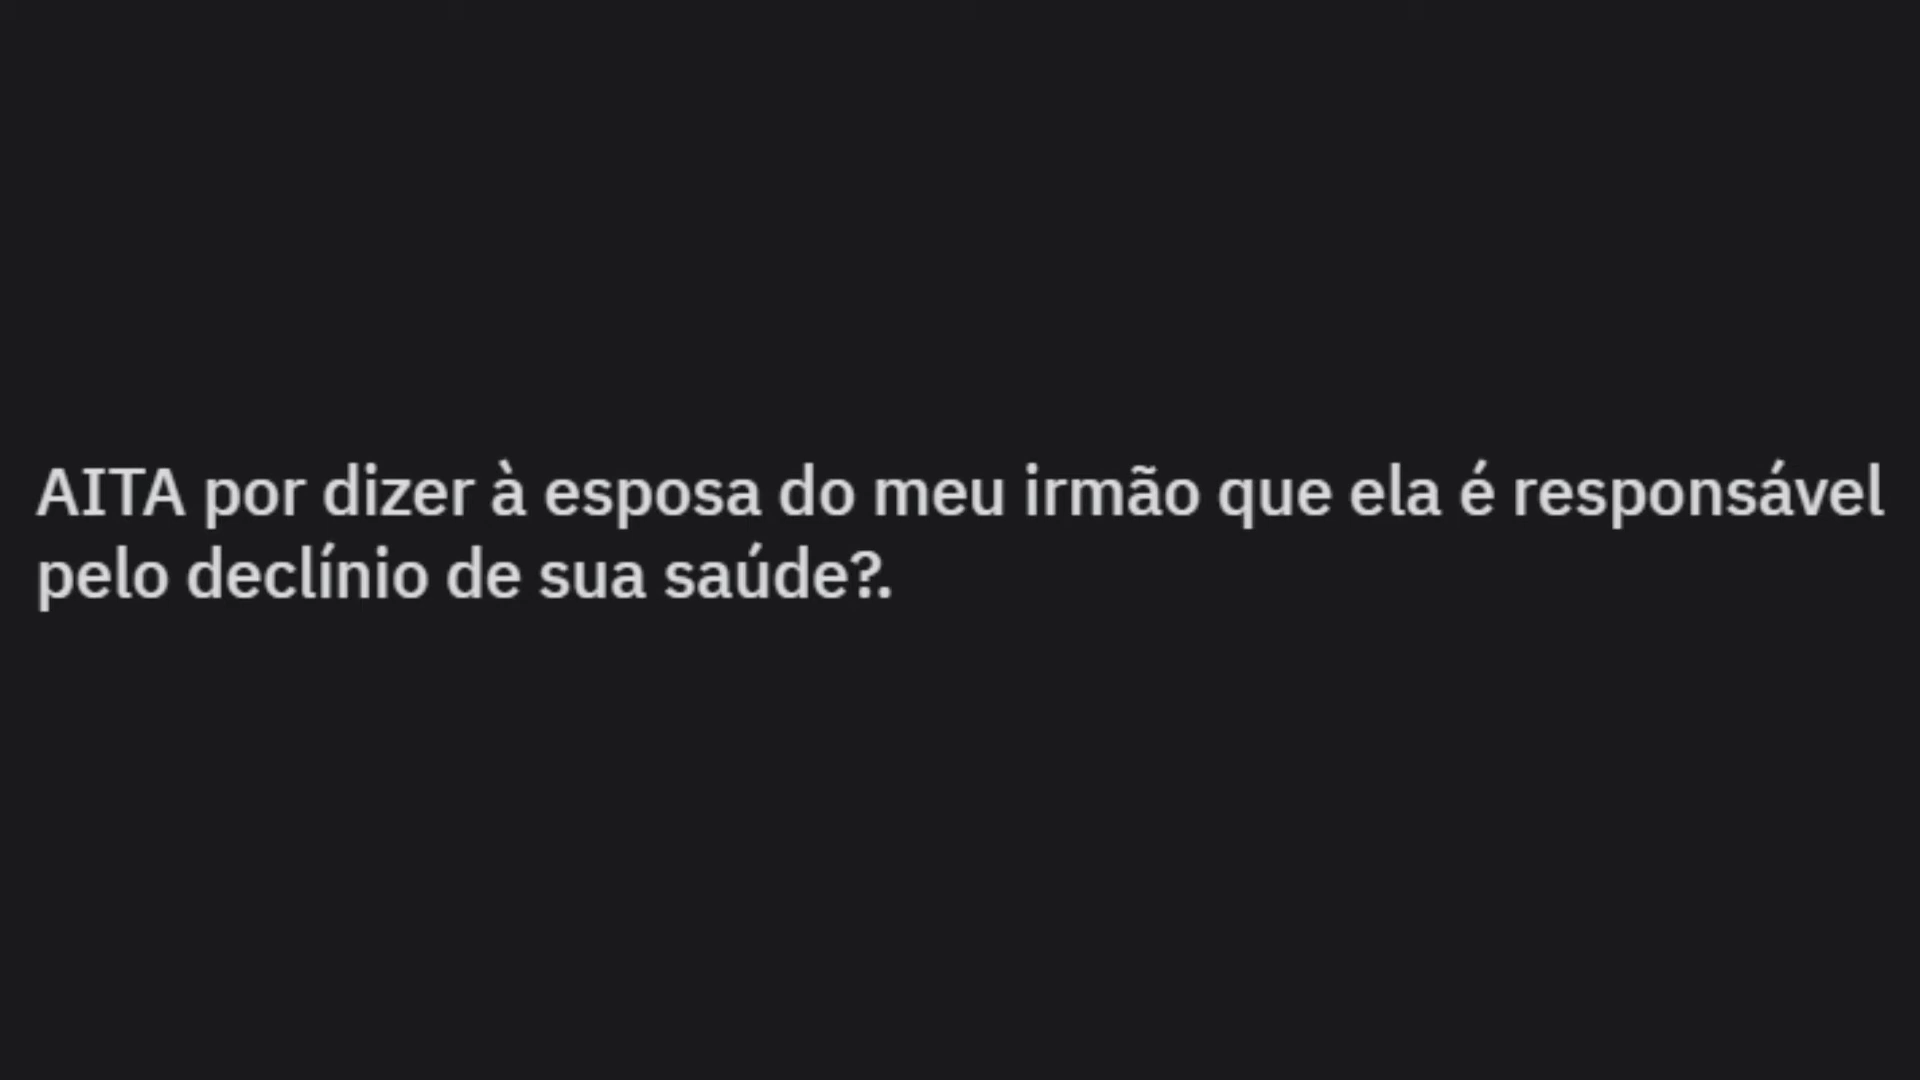 AITA por dizer à esposa do meu irmão que ela é responsável
pelo declínio de sua saúde?.